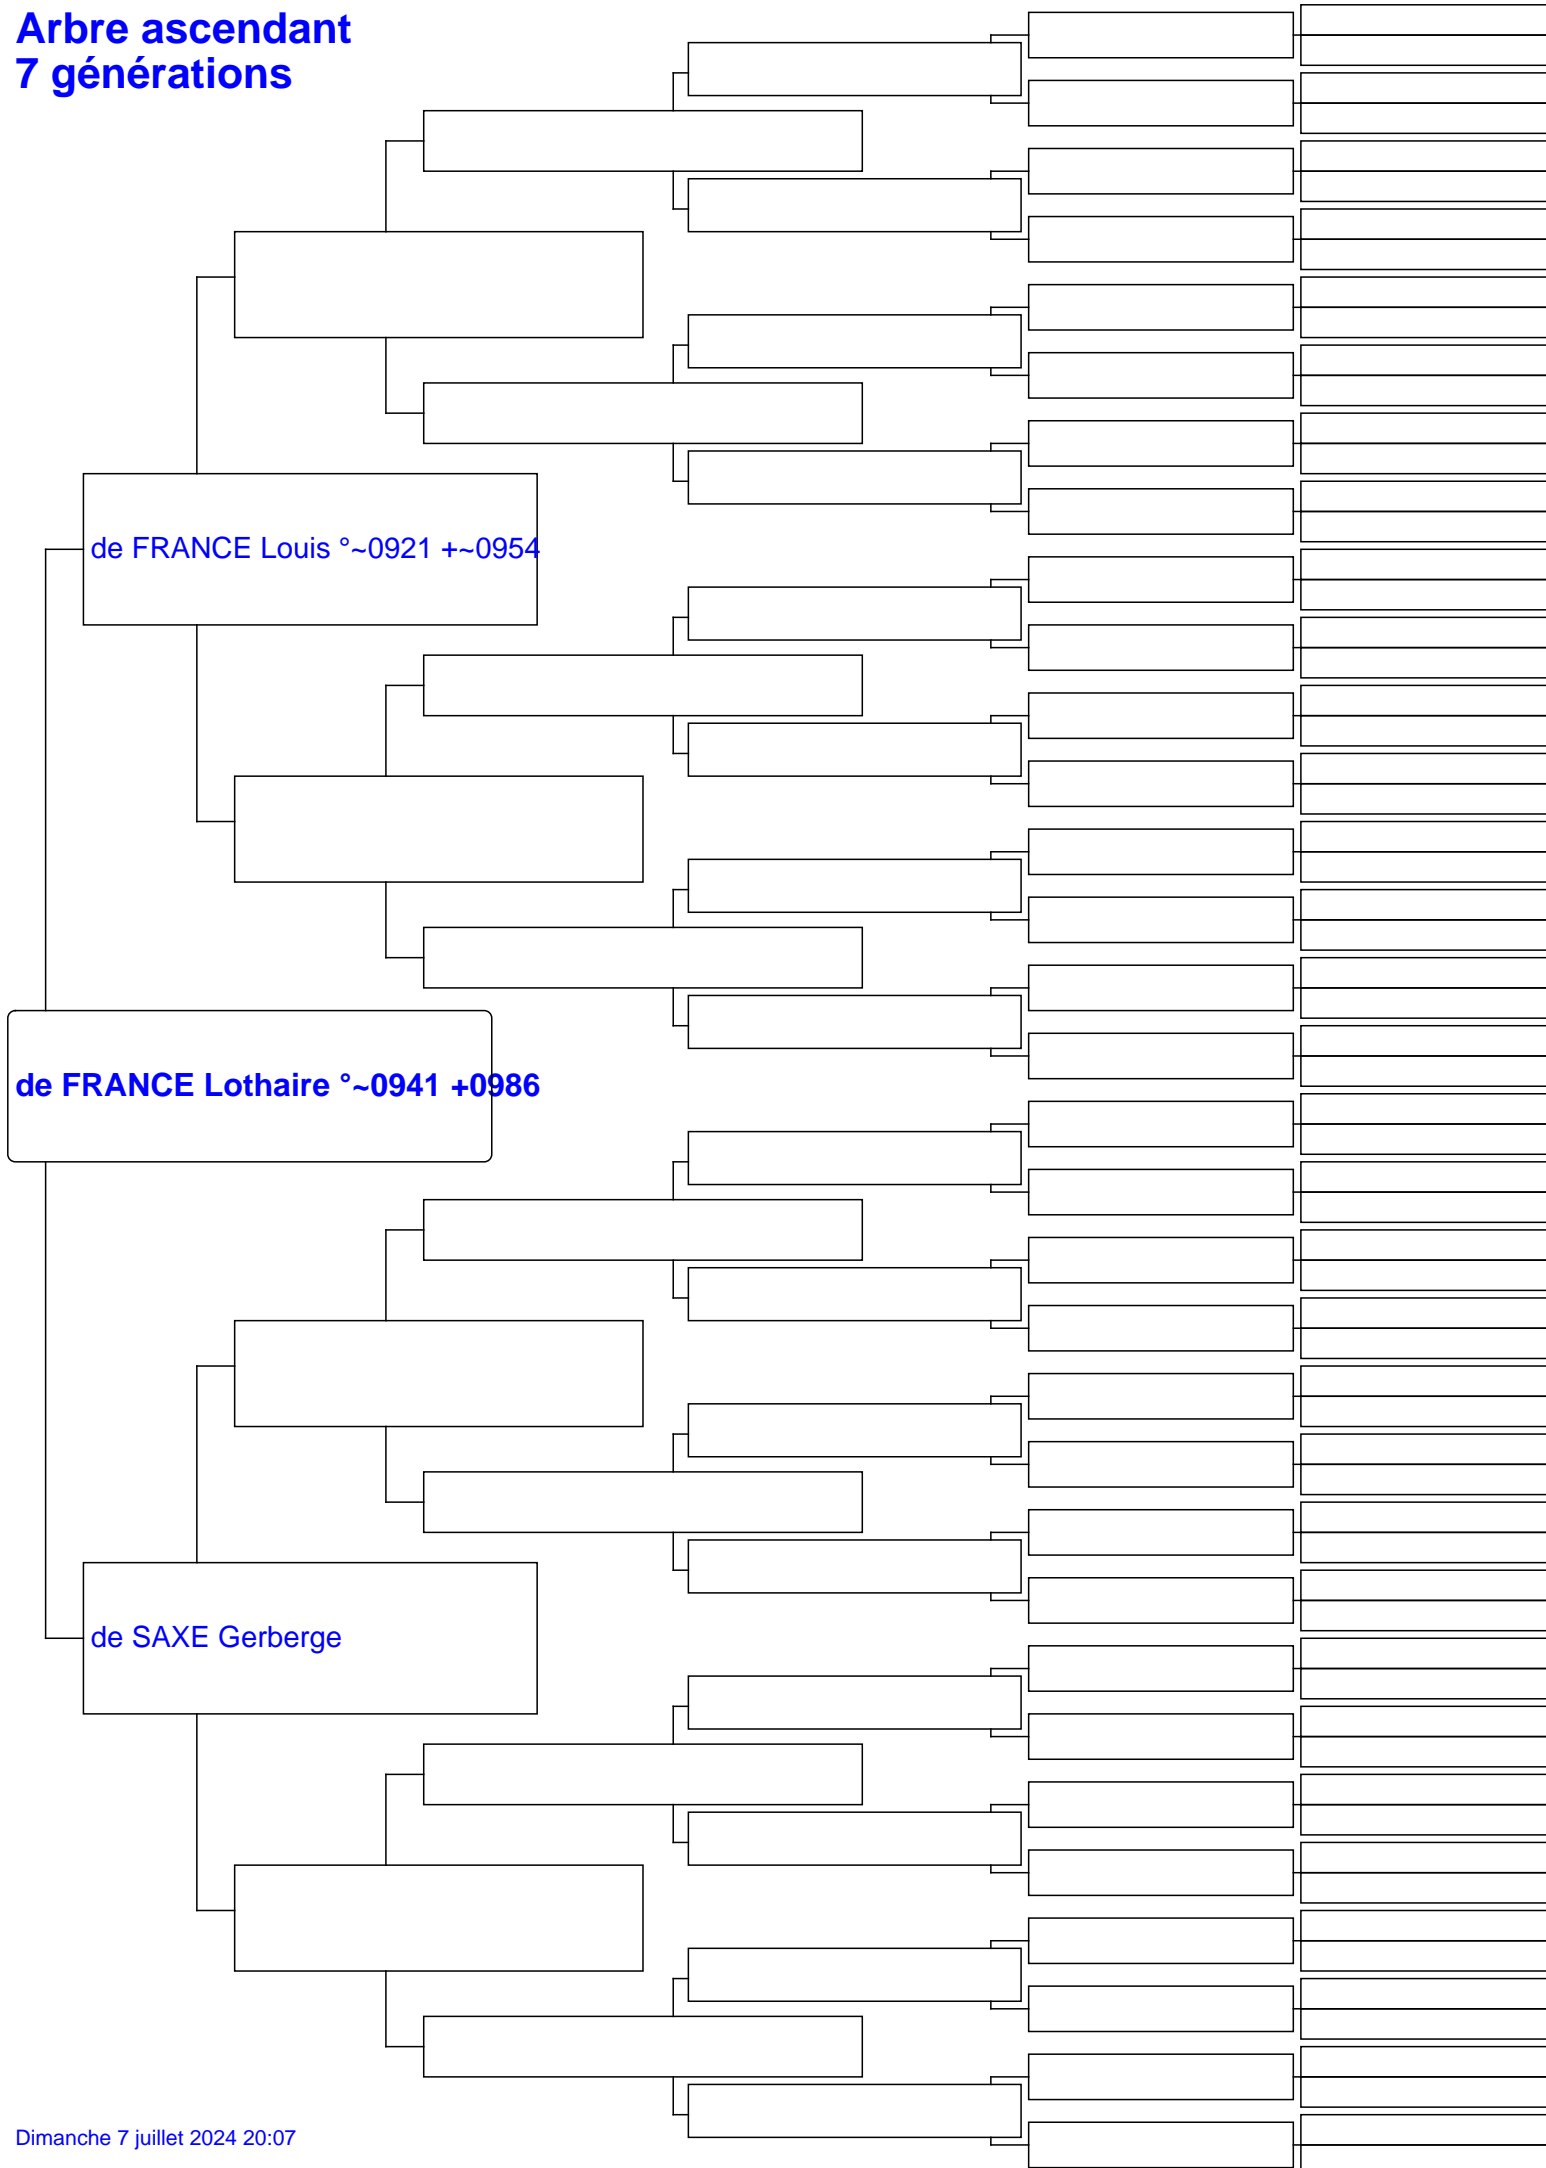 Arbre ascendant
7 générations
de FRANCE Louis °~0921 +~0954
de FRANCE Lothaire °~0941 +0986
de SAXE Gerberge
Dimanche 7 juillet 2024 20:07